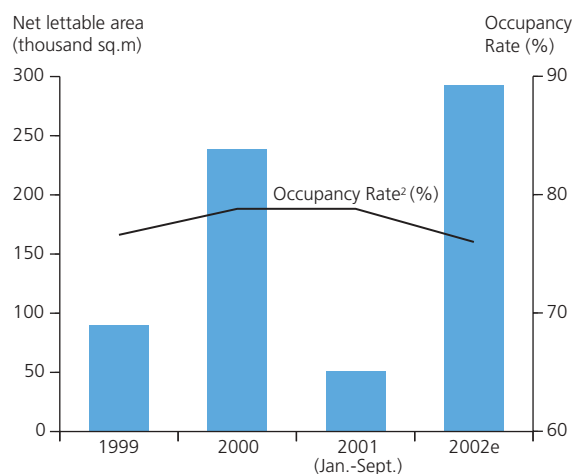 Net lettable area
(thousand sq.m)
Occupancy
Rate (%)
300
250
200
150
100
50
0
90
80
70
60
Occupancy Rate² (%)
1999
2000
2001
(Jan.-Sept.)
2002e